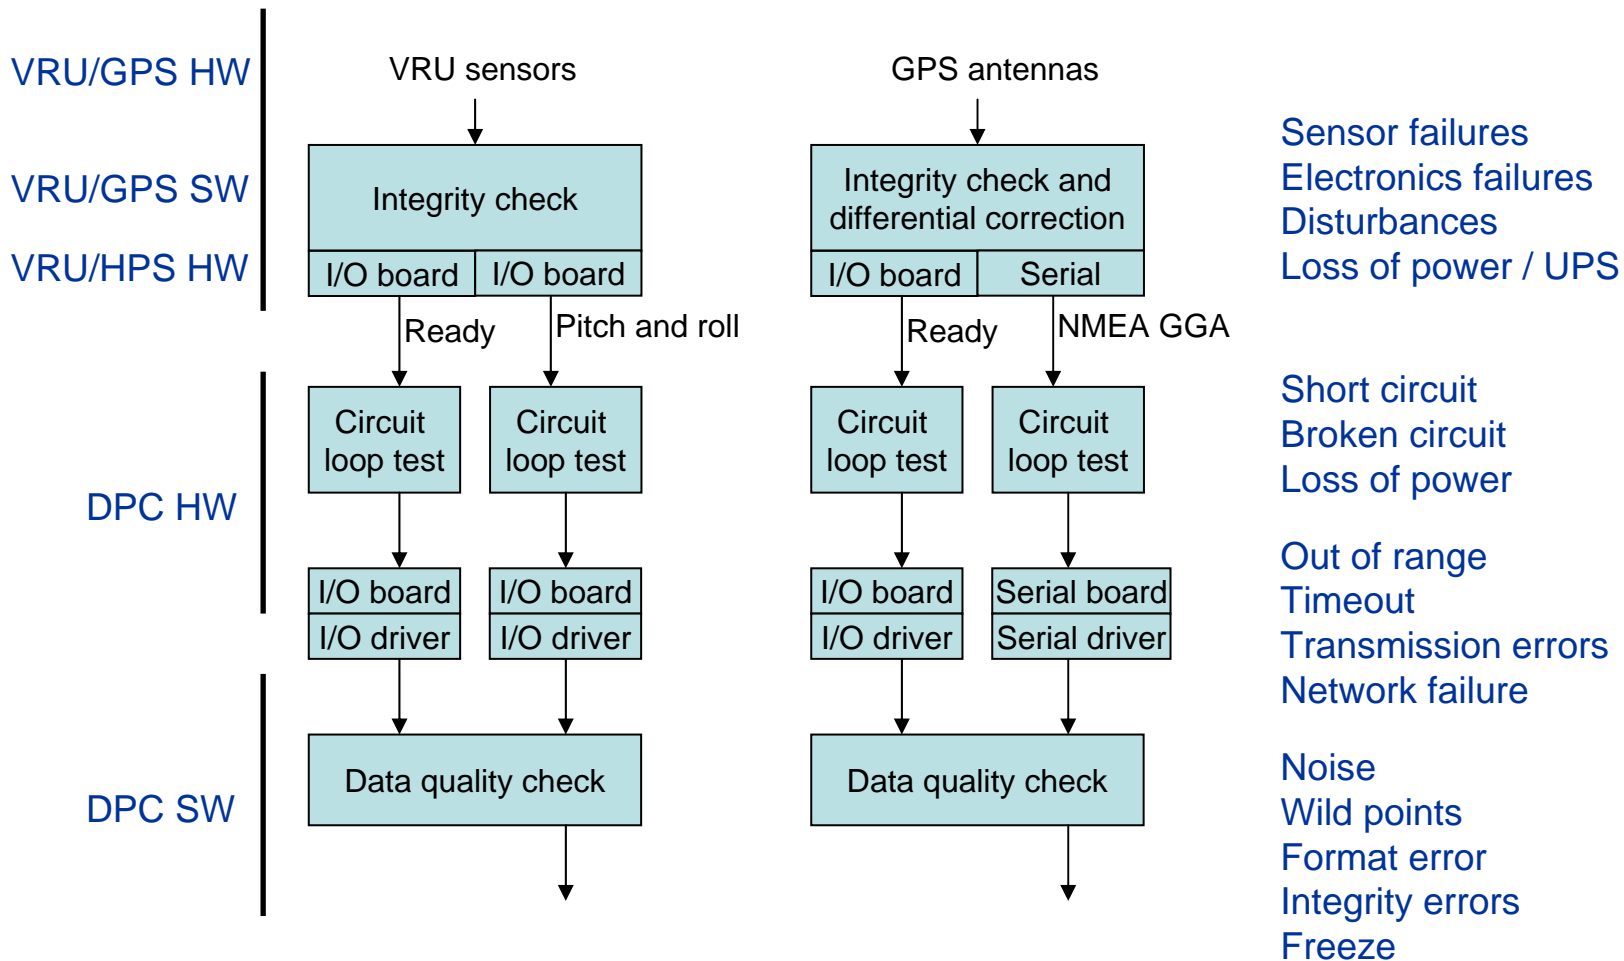 VRU/GPS HW
VRU sensors
GPS antennas
Sensor failures
VRU/GPS SW
Integrity check
Integrity check and
differential correction
Electronics failures
Disturbances
VRU/HPS HW
I/O board
I/O board
I/O board
Serial
Loss of power / UPS
Ready
Pitch and roll
Ready
NMEA GGA
Circuit
loop test
Circuit
loop test
Circuit
loop test
Circuit
loop test
Short circuit
Broken circuit
Loss of power
DPC HW
I/O board
I/O board
I/O board
Serial board
I/O driver
I/O driver
I/O driver
Serial driver
Out of range
Timeout
Transmission errors
Network failure
DPC SW
Data quality check
Data quality check
Noise
Wild points
Format error
Integrity errors
Freeze